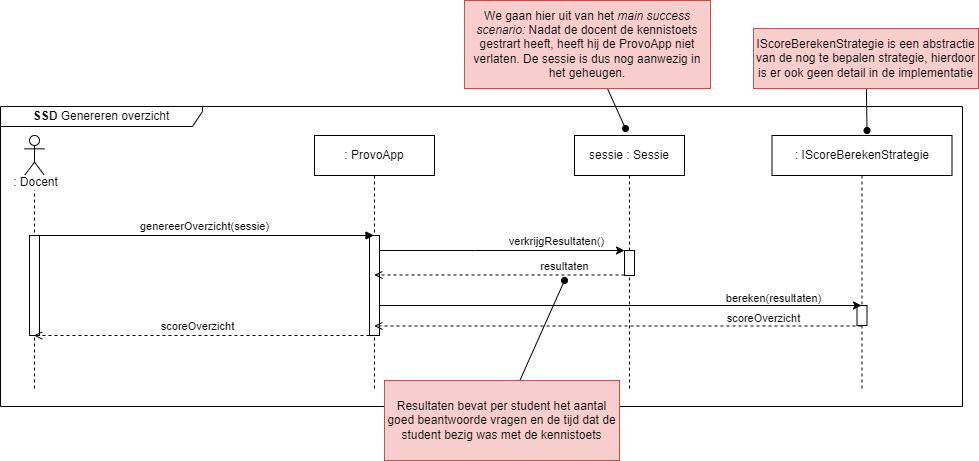 We gaan hier uit van het main success
scenario: Nadat de docent de kennistoets
gestrart heeft, heeft hij de ProvoApp niet
verlaten. De sessie is dus nog aanwezig in
het geheugen.
IScoreBerekenStrategie is een abstractie
van de nog te bepalen strategie, hierdoor
is er ook geen detail in de implementatie
SSD Genereren overzicht
: Docent
: ProvoApp
sessie : Sessie
: IScoreBerekenStrategie
genereerOverzicht(sessie)
verkrijgResultaten()
resultaten
bereken(resultaten)
scoreOverzicht
scoreOverzicht
Resultaten bevat per student het aantal
goed beantwoorde vragen en de tijd dat de
student bezig was met de kennistoets